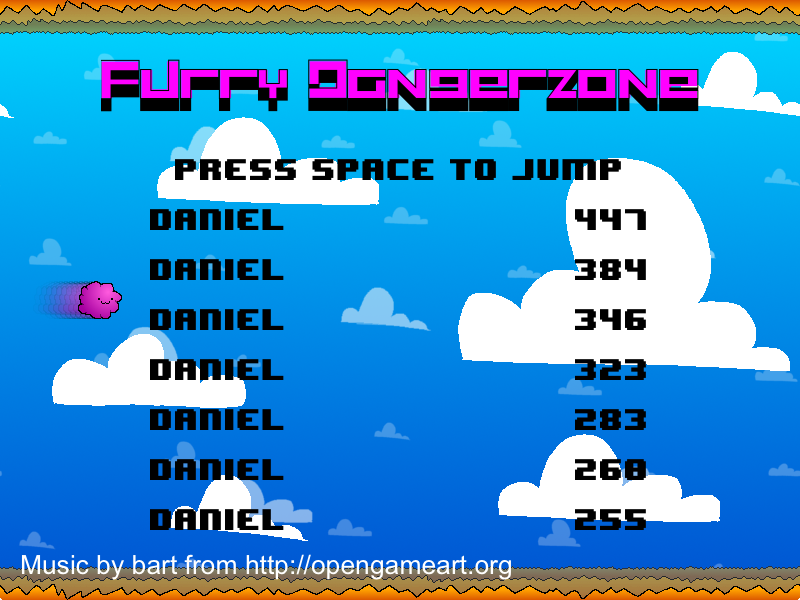 Furry Dangerzone
PRESS SPACE TO JUMP
DANIEL 447
DANIEL 384
DANIEL 346
DANIEL 323
DANIEL 283
DANIEL 268
DANIEL 255
Music by bart from http://opengameart.org